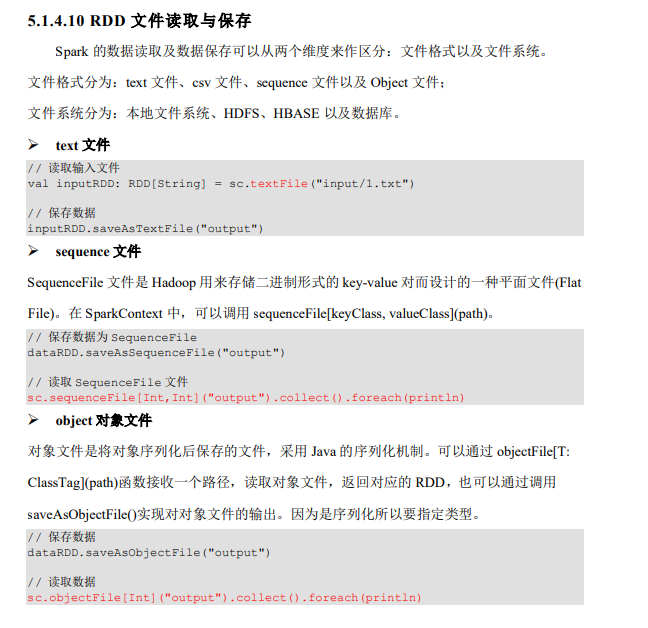 5.1.4.10 RDD 文件读取与保存
Spark 的数据读取及数据保存可以从两个维度来作区分：文件格式以及文件系统。
文件格式分为：text 文件、csv 文件、sequence 文件以及 Object 文件；
文件系统分为：本地文件系统、HDFS、HBASE 以及数据库。
➢ text 文件
// 读取输入文件
val inputRDD: RDD[String] = sc.textFile("input/1.txt")
// 保存数据
inputRDD.saveAsTextFile("output")
➢ sequence 文件
SequenceFile 文件是 Hadoop 用来存储二进制形式的 key-value 对而设计的一种平面文件(Flat
File)。在 SparkContext 中，可以调用 sequenceFile[keyClass, valueClass](path)。
// 保存数据为 SequenceFile
dataRDD.saveAsSequenceFile("output")
// 读取 SequenceFile 文件
sc.sequenceFile[Int,Int]("output").collect().foreach(println)
➢ object 对象文件
对象文件是将对象序列化后保存的文件，采用 Java 的序列化机制。可以通过 objectFile[T:
ClassTag](path)函数接收一个路径，读取对象文件，返回对应的 RDD，也可以通过调用
saveAsObjectFile()实现对对象文件的输出。因为是序列化所以要指定类型。
// 保存数据
dataRDD.saveAsObjectFile("output")
// 读取数据
sc.objectFile[Int]("output").collect().foreach(println)